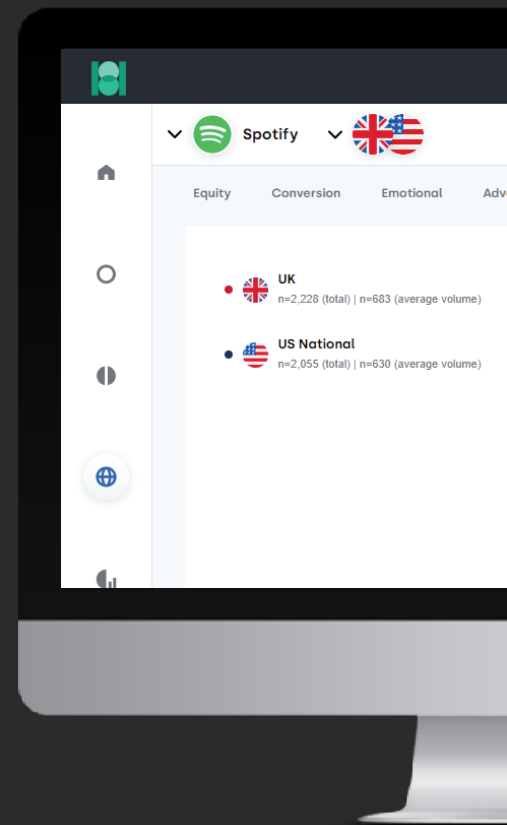 Spotify
Equity Conversion Emotional
UK
n=2,228 (total) | n=683 (average volume)
US National
n=2,055 (total) | n=630 (average volume)